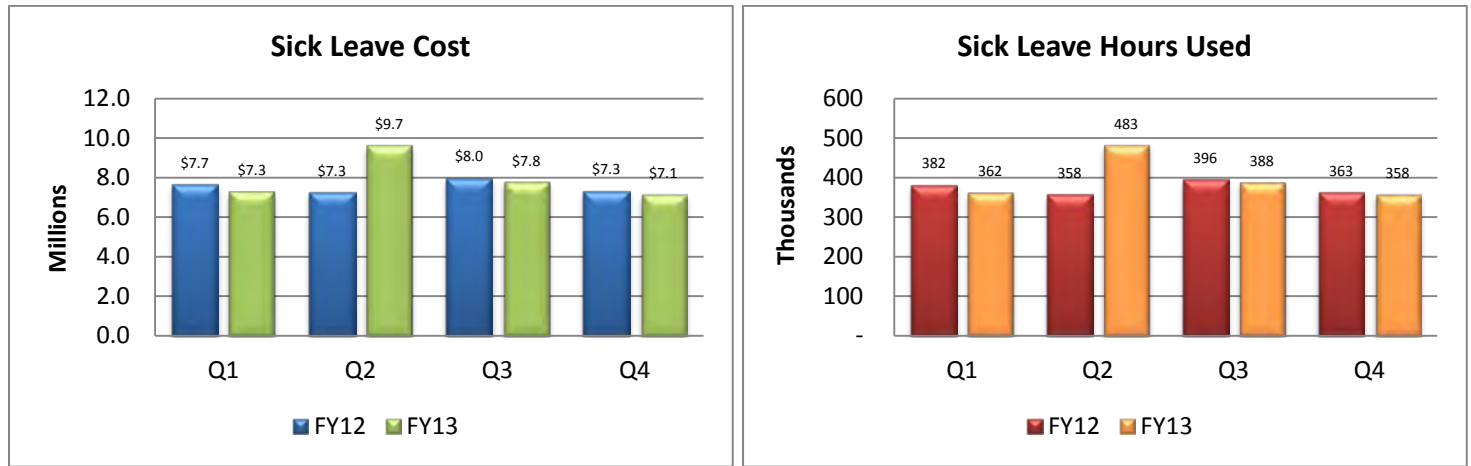 Sick Leave Cost
Millions
12.0
10.0
8.0
6.0
4.0
2.0
0.0
$7.7
$7.3
$7.3
$9.7
$8.0
$7.8
$7.3
$7.1
Q1
Q2
Q3
Q4
FY12
FY13
Sick Leave Hours Used
Thousands
600
500
400
300
200
100
-
382
362
358
483
396
388
363
358
Q1
Q2
Q3
Q4
FY12
FY13